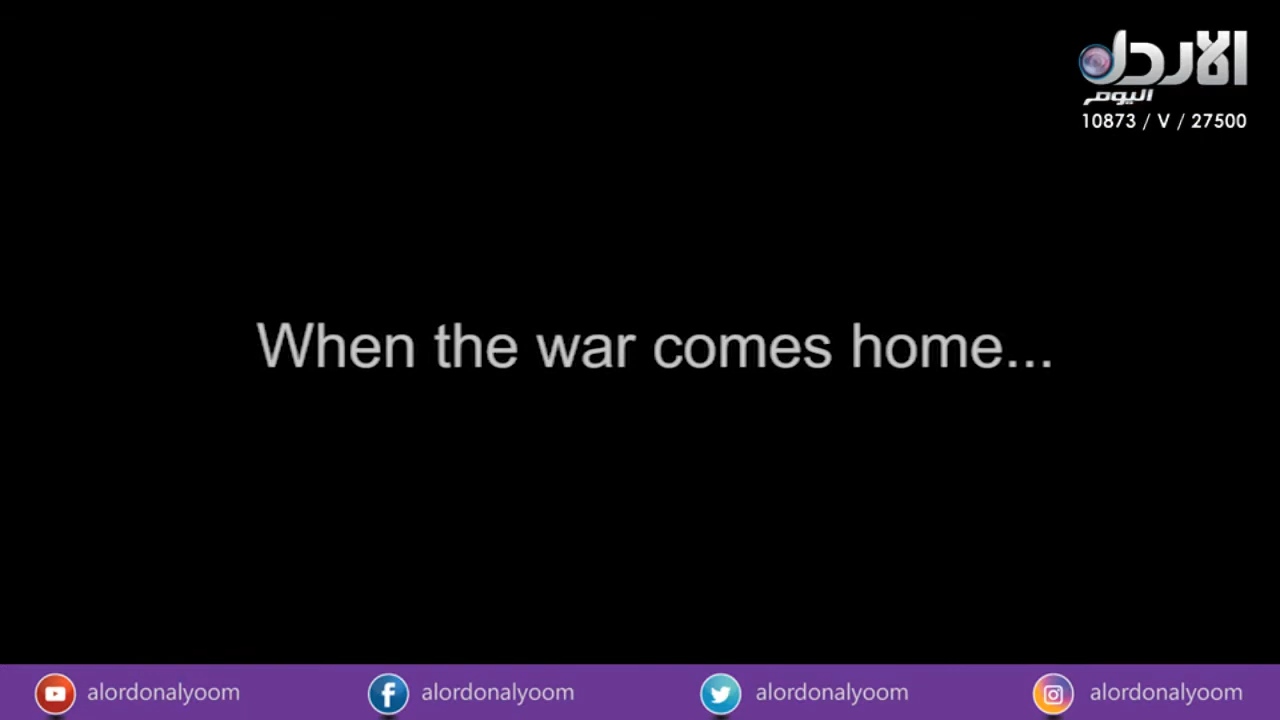 الاردن
اليوم
10873 / V / 27500
When the war comes home...
alordonalyoom
alordonalyoom
alordonalyoom
alordonalyoom